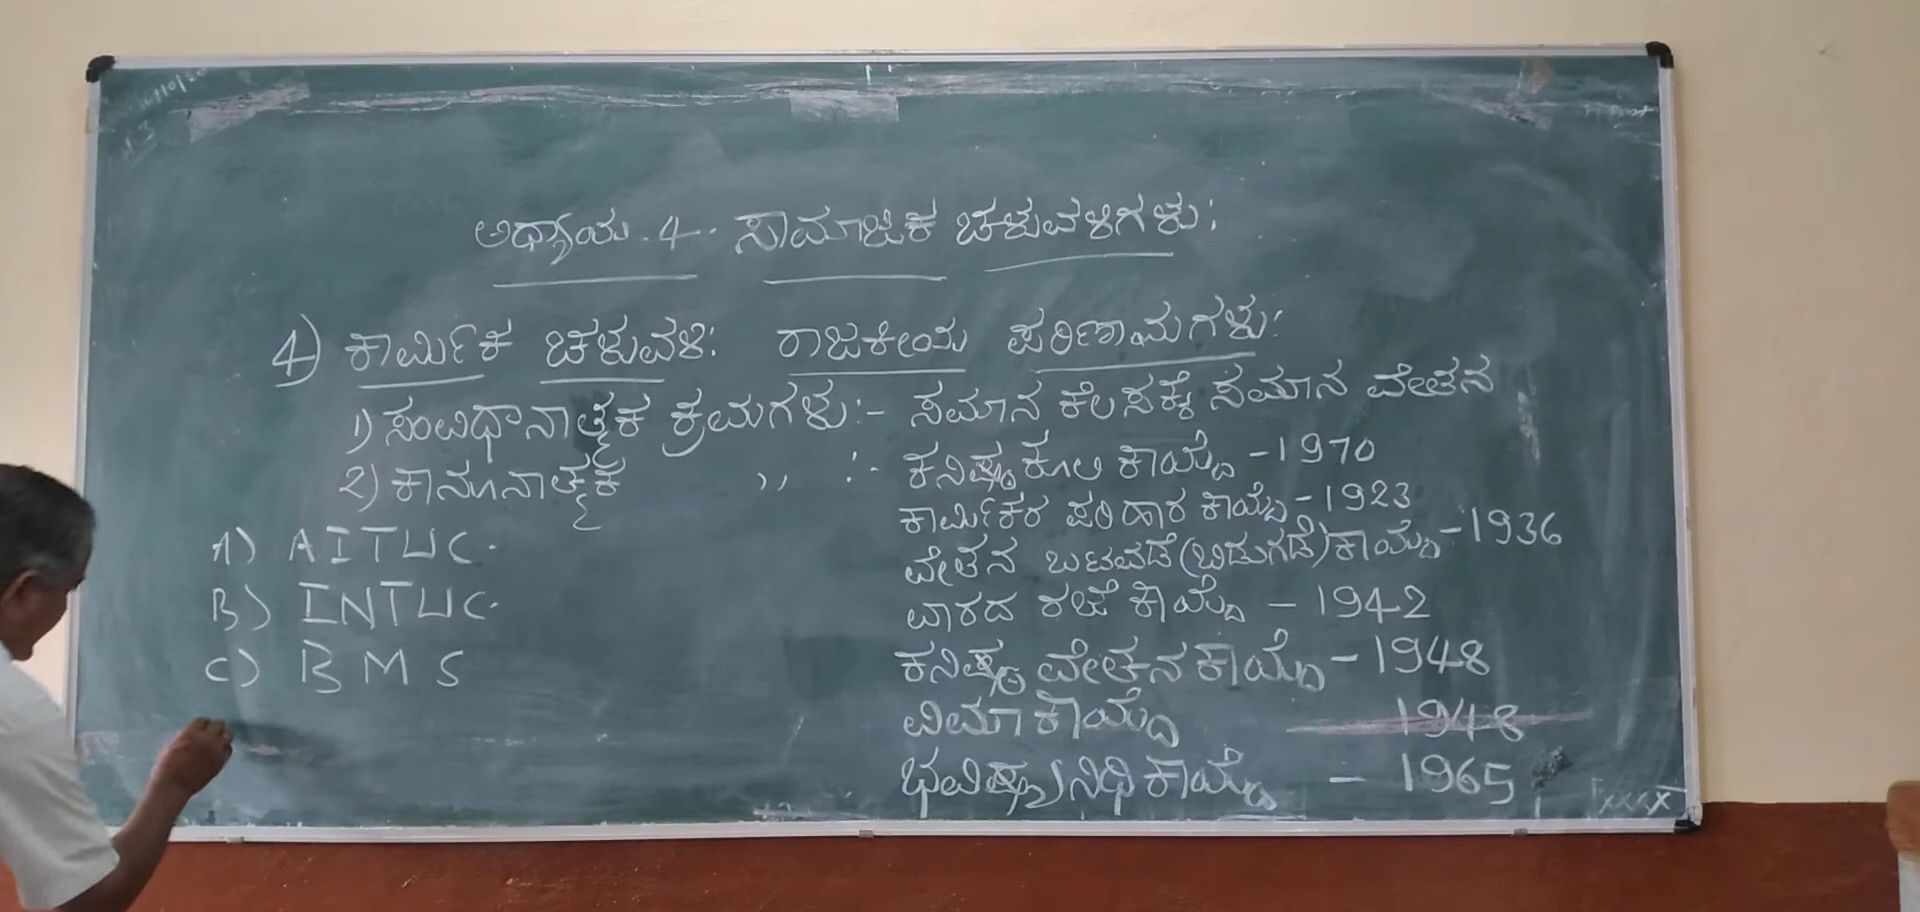 ಅಧ್ಯಾಯ. 4. ಸಾಮಾಜಿಕ ಚಳುವಳಿಗಳು:
4) ಕಾರ್ಮಿಕ ಚಳುವಳಿ: ರಾಜಕೀಯ ಪರಿಣಾಮಗಳು:
1) ಸಂವಿಧಾನಾತ್ಮಕ ಕ್ರಮಗಳು:- ಸಮಾನ ಕೆಲಸಕ್ಕೆ ಸಮಾನ ವೇತನ
2) ಕಾನೂನಾತ್ಮಕ ,, :- ಕನಿಷ್ಠ ಕೂಲಿ ಕಾಯ್ದೆ - 1970
ಕಾರ್ಮಿಕರ ಪರಿಹಾರ ಕಾಯ್ದೆ - 1923
ವೇತನ ಬಟವಡೆ (ಬಿಡುಗಡೆ) ಕಾಯ್ದೆ - 1936
ವಾರದ ರಜೆ ಕಾಯ್ದೆ - 1942
ಕನಿಷ್ಠ ವೇತನ ಕಾಯ್ದೆ - 1948
ವಿಮಾ ಕಾಯ್ದೆ 1948
ಭವಿಷ್ಯನಿಧಿ ಕಾಯ್ದೆ - 1965
A) AITUC.
B) INTUC.
C) BMS